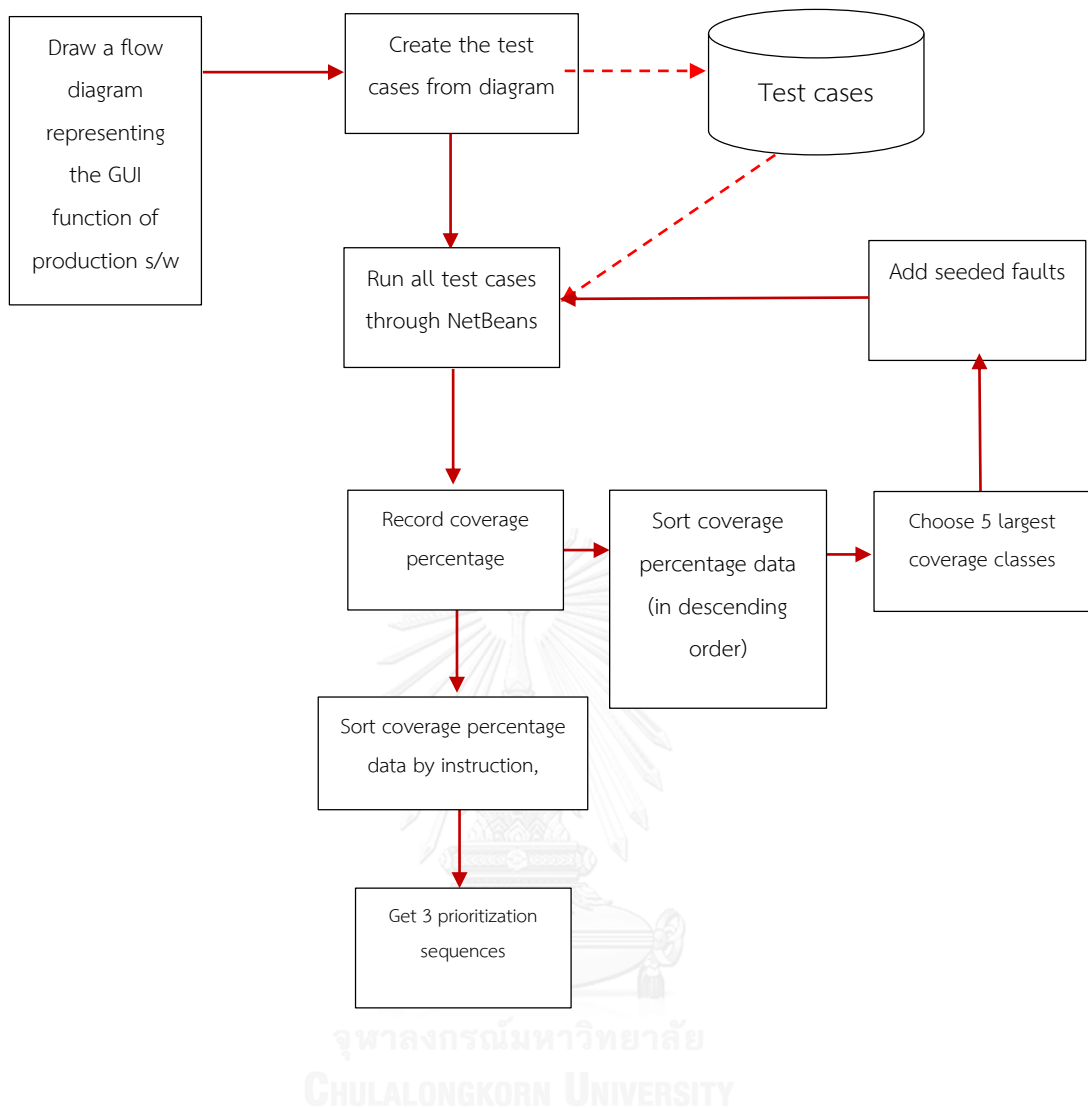 Draw a flow
diagram
representing
the GUI
function of
production s/w
Create the test
cases from diagram
Test cases
Run all test cases
through NetBeans
Add seeded faults
Record coverage
percentage
Sort coverage
percentage data
(in descending
order)
Choose 5 largest
coverage classes
Sort coverage percentage
data by instruction,
Get 3 prioritization
sequences
จุฬาลงกรณ์มหาวิทยาลัย
CHULALONGKORN UNIVERSITY